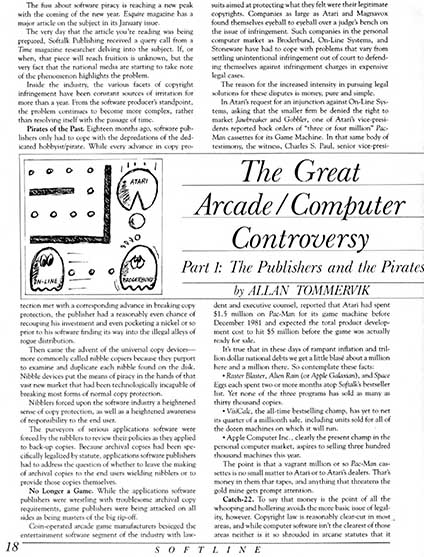 The fuss about software piracy is reaching a new peak
with the coming of the new year. Esquire magazine has a
major article on the subject in its January issue.
The very day that the article you're reading was being
prepared, Softalk Publishing received a query call from a
Time magazine researcher delving into the subject. If, or
when, that piece will reach fruition is unknown, but the
very fact that the national media are starting to take note
of the phenomenon highlights the problem.
Inside the industry, the various facets of copyright
infringement have been constant sources of irritation for
more than a year. From the software producer's standpoint,
the problem continues to become more complex, rather
than resolving itself with the passage of time.
Pirates of the Past. Eighteen months ago, software pub-
lishers only had to cope with the depredations of the ded-
icated hobbyist/pirate. While every advance in copy pro-
ATARI
ON-LINE
BRODERBUND
tection met with a corresponding advance in breaking copy
protection, the publisher had a reasonably even chance of
recouping his investment and even pocketing a nickel or so
prior to his software finding its way into the illegal alleys of
rogue distribution.
Then came the advent of the universal copy devices—
more commonly called nibble copiers because they purport
to examine and duplicate each nibble found on the disk.
Nibble devices put the means of piracy in the hands of that
vast new market that had been technologically incapable of
breaking most forms of normal copy protection.
Nibblers forced upon the software industry a heightened
sense of copy protection, as well as a heightened awareness
of responsibility to the end user.
The purveyors of serious applications software were
forced by the nibblers to review their policies as they applied
to back-up copies. Because archival copies had been spe-
cifically legalized by statute, applications software publishers
had to address the question of whether to leave the making
of archival copies to the end users wielding nibblers or to
provide those copies themselves.
No Longer a Game. While the applications software
publishers were wrestling with troublesome archival copy
requirements, game publishers were being attacked on all
sides as being masters of the big rip-off.
Coin-operated arcade game manufacturers besieged the
entertainment software segment of the industry with law-
suits aimed at protecting what they felt were their legitimate
copyrights. Companies as large as Atari and Magnavox
found themselves eyeball to eyeball over a judge's bench on
the issue of infringement. Such companies in the personal
computer market as Broderbund, On-Line Systems, and
Stoneware have had to cope with problems that vary from
settling unintentional infringement out of court to defend-
ing themselves against infringement charges in expensive
legal cases.
The reason for the increased intensity in pursuing legal
solutions for these disputes is money, pure and simple.
In Atari's request for an injunction against On-Line Sys-
tems, asking that the smaller firm be denied the right to
market Jawbreaker and Gobbler, one of Atari's vice-presi-
dents reported back orders of "three or four million" Pac-
Man cassettes for its Game Machine. In that same body of
testimony, the witness, Charles S. Paul, senior vice-presi-
The Great
Arcade/Computer
Controversy
Part 1: The Publishers and the Pirates
by ALLAN TOMMERVIK
dent and executive counsel, reported that Atari had spent
$1.5 million on Pac-Man for its game machine before
December 1981 and expected the total product develop-
ment cost to hit $5 million before the game was actually
ready for sale.
It's true that in these days of rampant inflation and tril-
lion dollar national debts we get a little blasé about a million
here and a million there. So contemplate these facts:
• Raster Blaster, Alien Rain (or Apple Galaxian), and Space
Eggs each spent two or more months atop Softalk's bestseller
list. Yet none of the three programs has sold as many as
thirty thousand copies.
• VisiCalc, the all-time bestselling champ, has yet to net
its quarter of a millionth sale, including units sold for all of
the dozen machines on which it will run.
• Apple Computer Inc., clearly the present champ in the
personal computer market, aspires to selling three hundred
thousand machines this year.
The point is that a vagrant million or so Pac-Man cas-
settes is no small matter to Atari or to Atari's dealers. That's
money in them that tapes, and anything that threatens the
gold mine gets prompt attention.
Catch-22. To say that money is the point of all the
whooping and hollering avoids the more basic issue of legal-
ity, however. Copyright law is reasonably clear-cut in most
areas, and while computer software isn't the clearest of those
areas neither is it so shrouded in arcane statutes that it
18
SOFTLINE